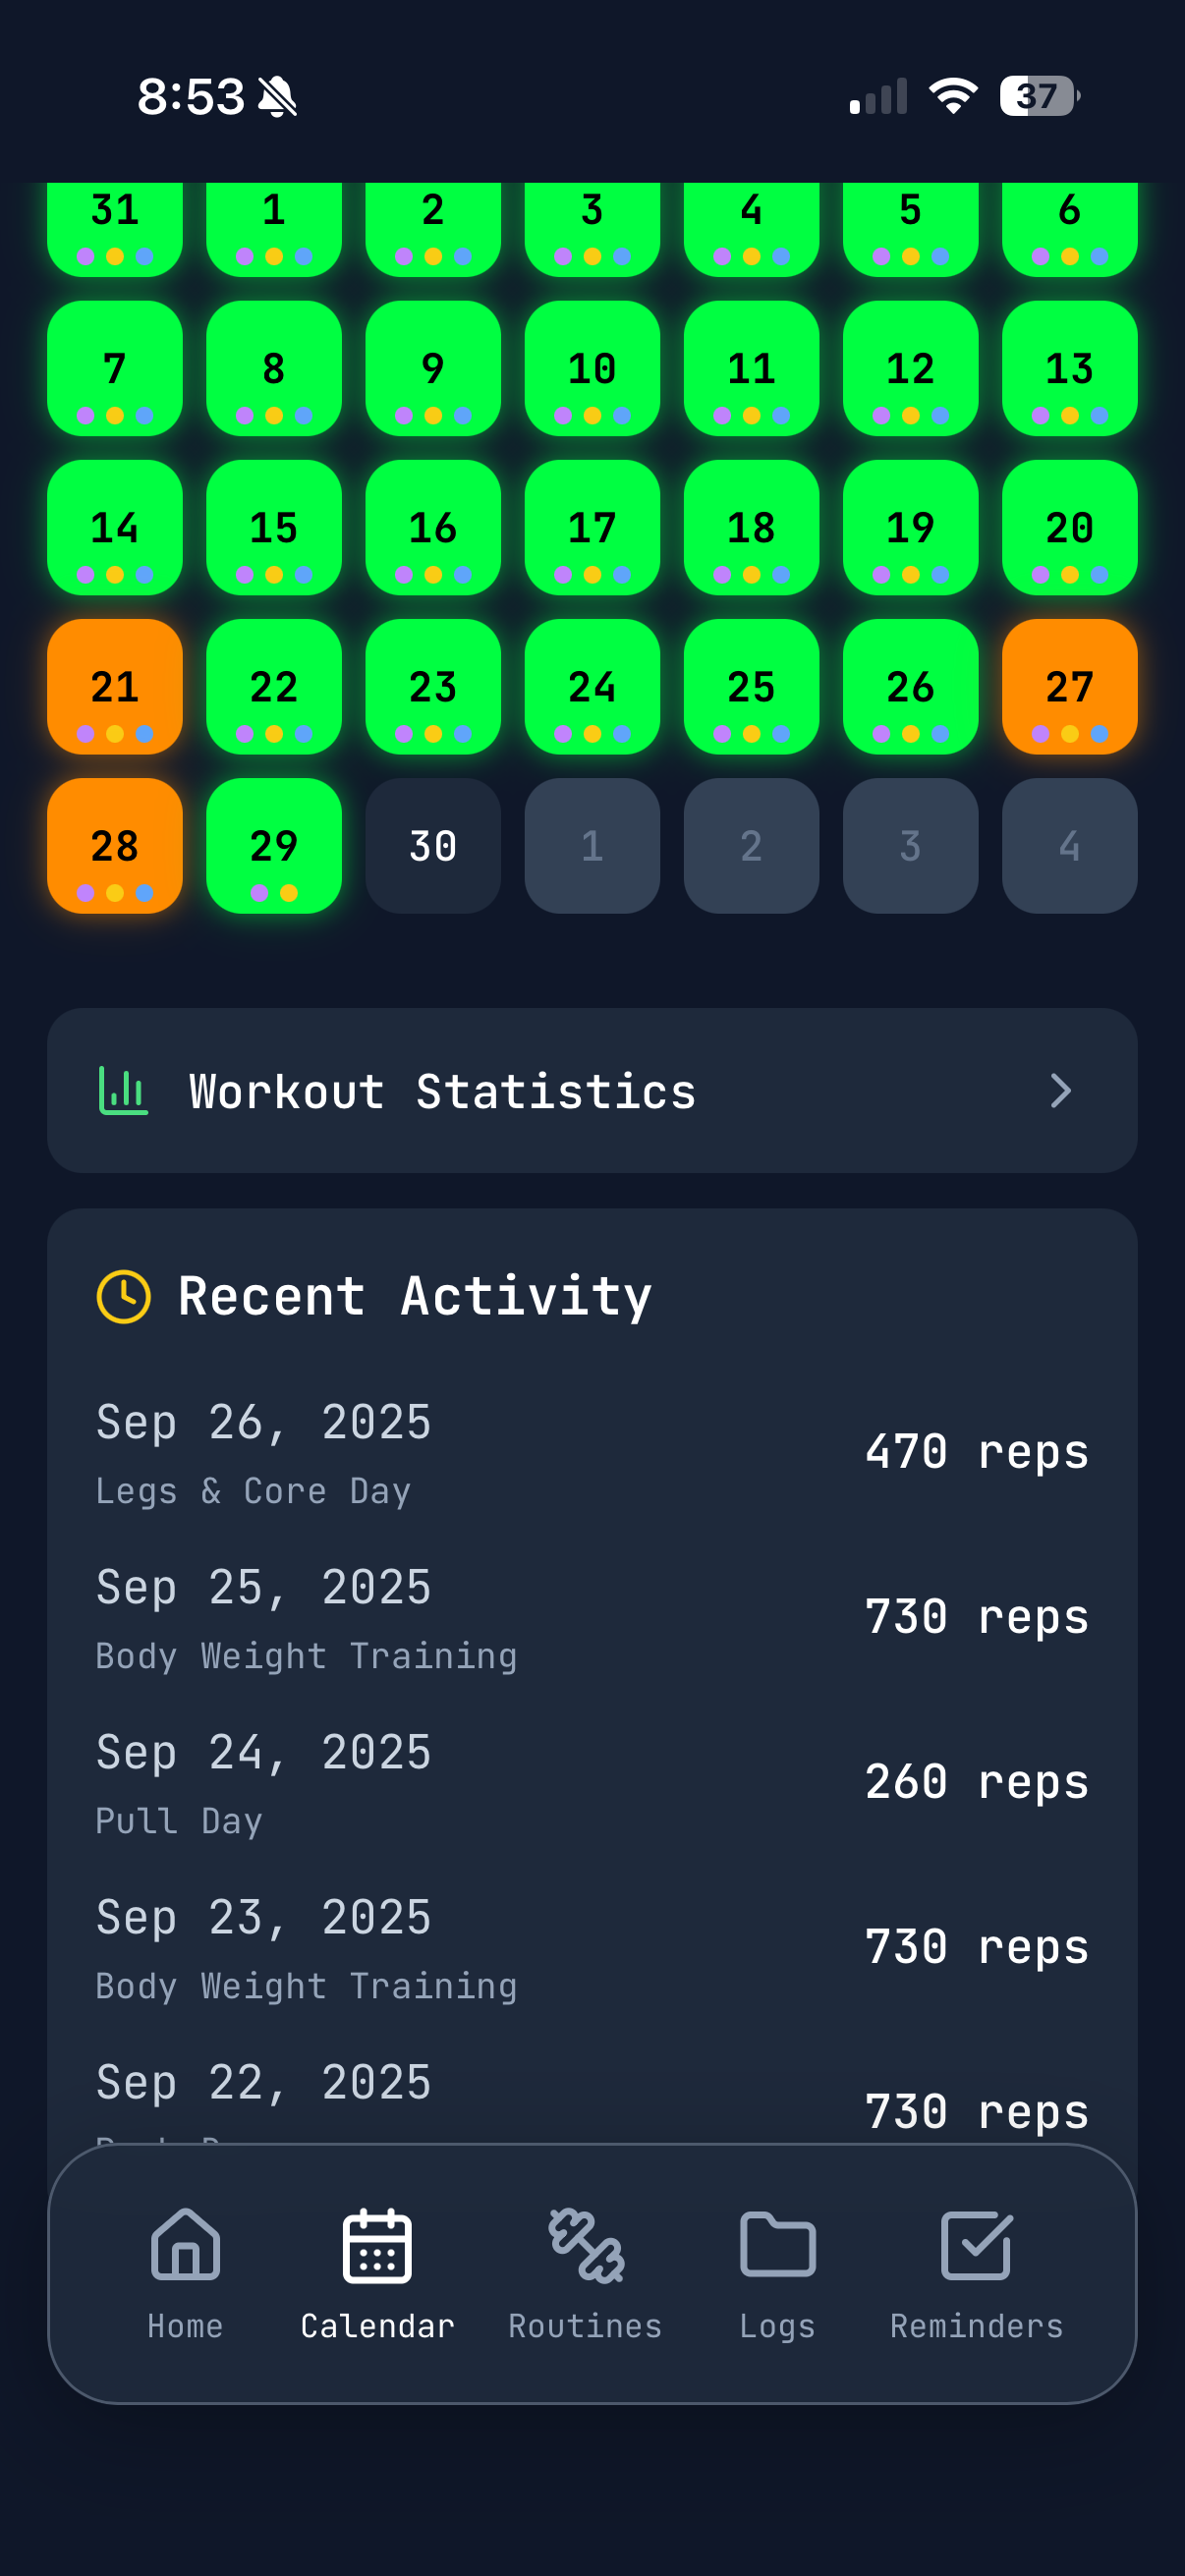 8:53 37
31 1 2 3 4 5 6
7 8 9 10 11 12 13
14 15 16 17 18 19 20
21 22 23 24 25 26 27
28 29 30 1 2 3 4
Workout Statistics
Recent Activity
Sep 26, 2025
470 reps
Legs & Core Day
Sep 25, 2025
730 reps
Body Weight Training
Sep 24, 2025
260 reps
Pull Day
Sep 23, 2025
730 reps
Body Weight Training
Sep 22, 2025
730 reps
Home Calendar Routines Logs Reminders